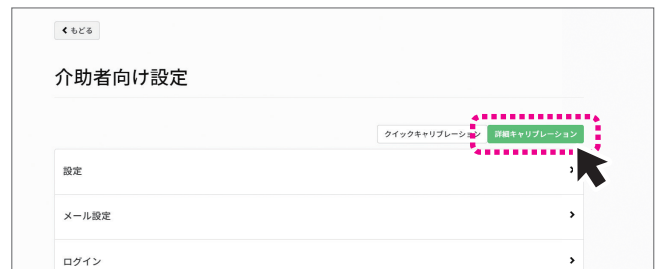 もどる
介助者向け設定
クイックキャリブレーション 詳細キャリブレーション
設定
メール設定
ログイン